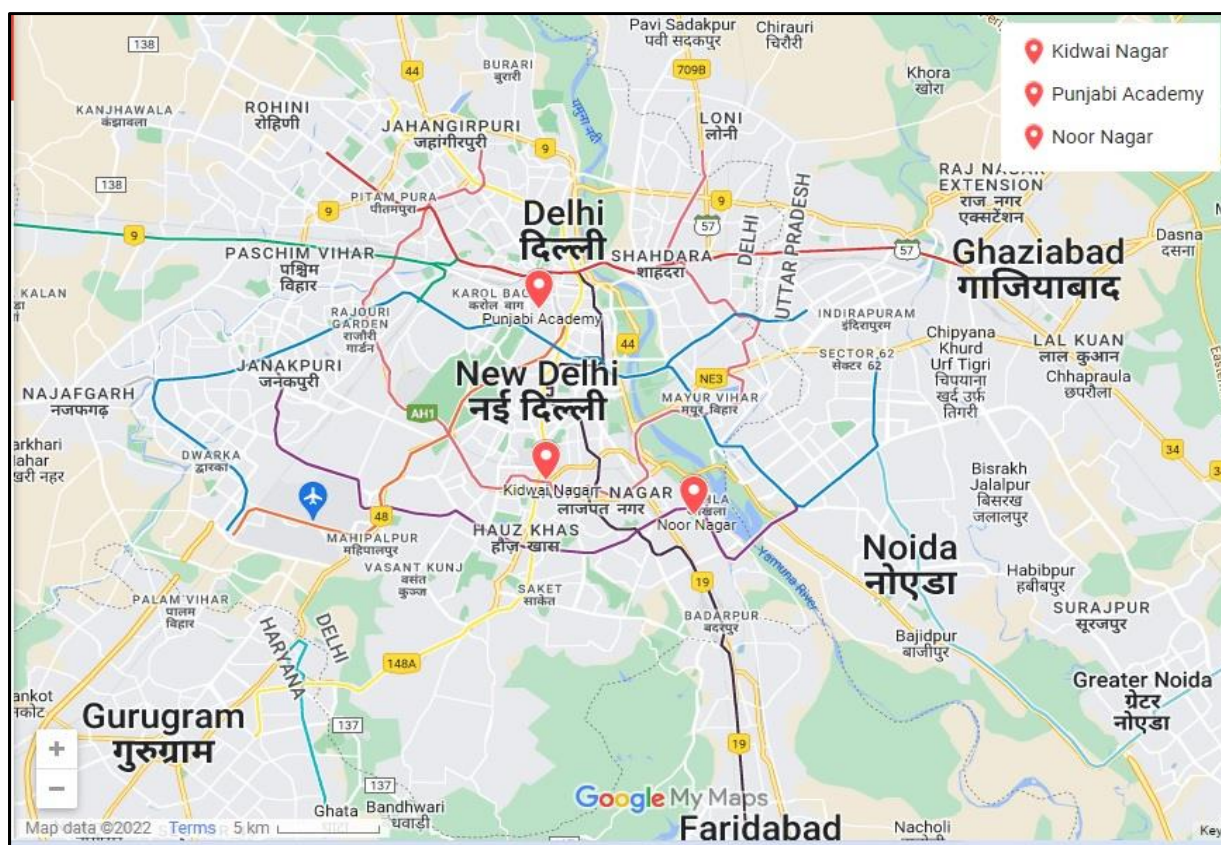 Kidwai Nagar
Punjabi Academy
Noor Nagar
Pavi Sadakpur
पवी सदकपुर
Chirauri
चिरौरी
138
44
BURARI
बुरारी
709B
Khora
खोरा
KANJHAWALA
कंझावला
ROHINI
रोहिणी
JAHANGIRPURI
जहांगीरपुरी
यमुना नदी
LONI
लोनी
9
RAJ NAGAR
EXTENSION
राज नगर
एक्सटेंशन
138
PITAM PURA
पीतमपुरा
9
9
9
57
DELHI
UTTAR PRADESH
Delhi
दिल्ली
SHAHDARA
शाहदरा
57
Ghaziabad
गाजियाबाद
Dasna
दसना
PASCHIM VIHAR
पश्चिम
विहार
KALAN
KAROL BAG
करोल बाग
Punjabi Academy
RAJOURI
GARDEN
राजौरी
गार्डन
INDIRAPURAM
इंदिरापुरम
44
Chipyana
Khurd
Urf Tigri
चिपयाना
खुर्द उर्फ़
तिगरी
LAL KUAN
लाल कुआन
Chhapraula
छपरौला
SECTOR 62
सेक्टर 62
JANAKPURI
जनकपुरी
New Delhi
नई दिल्ली
NE3
MAYUR VIHAR
मयूर विहार
NAJAFGARH
नजफगढ़
AH1
34
DWARKA
द्वारका
Kidwai Nagar
NAGAR
लाजपत नगर
Noor Nagar
Bisrakh
Jalalpur
बिसरख
जलालपुर
33
48
MAHIPALPUR
महिपालपुर
HAUZ KHAS
हौज़ खास
VASANT KUNJ
वसंत
कुञ्ज
SAKET
साकेत
19
Yamuna River
Noida
नोएडा
Habibpur
हबीबपुर
PALAM VIHAR
पालम
विहार
BADARPUR
बदरपुर
SURAJPUR
सूरजपुर
DELHI
HARYANA
148A
Bajidpur
बाजीपुर
Greater Noida
ग्रेटर
नोएडा
Gurugram
गुरुग्राम
137
19
137
Ghata
Bandhwari
Google My Maps
Faridabad
Nacholi
Map data ©2022 Terms 5 km
Key